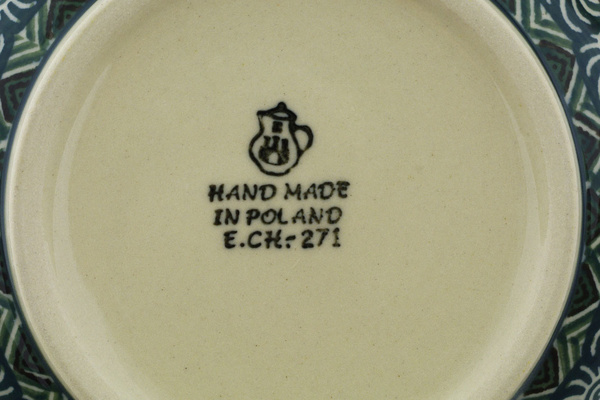 HAND MADE
IN POLAND
E.CH.- 271